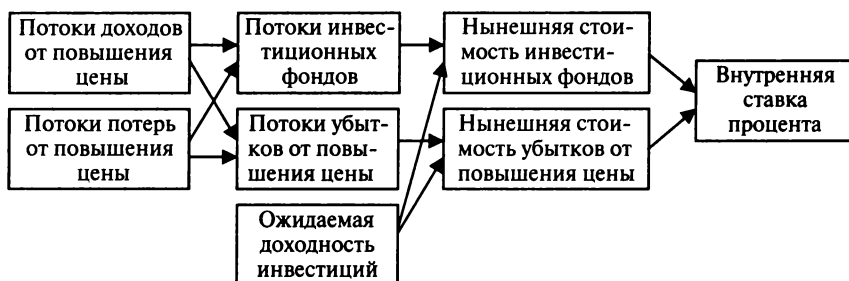 Потоки доходов
от повышения
цены
Потоки инвес-
тиционных
фондов
Нынешняя стои-
мость инвести-
ционных фондов
Внутренняя
ставка
процента
Потоки потерь
от повышения
цены
Потоки убыт-
ков от повы-
шения цены
Нынешняя стои-
мость убытков от
повышения цены
Ожидаемая
доходность
инвестиций